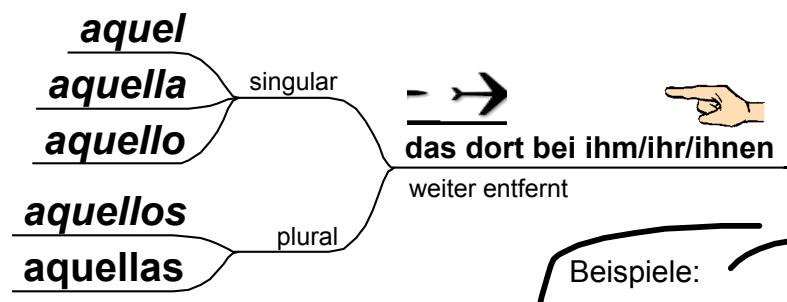 aquel
aquella
aquello
singular
aquellos
aquellas
plural
das dort bei ihm/ihr/ihnen
weiter entfernt
Beispiele: